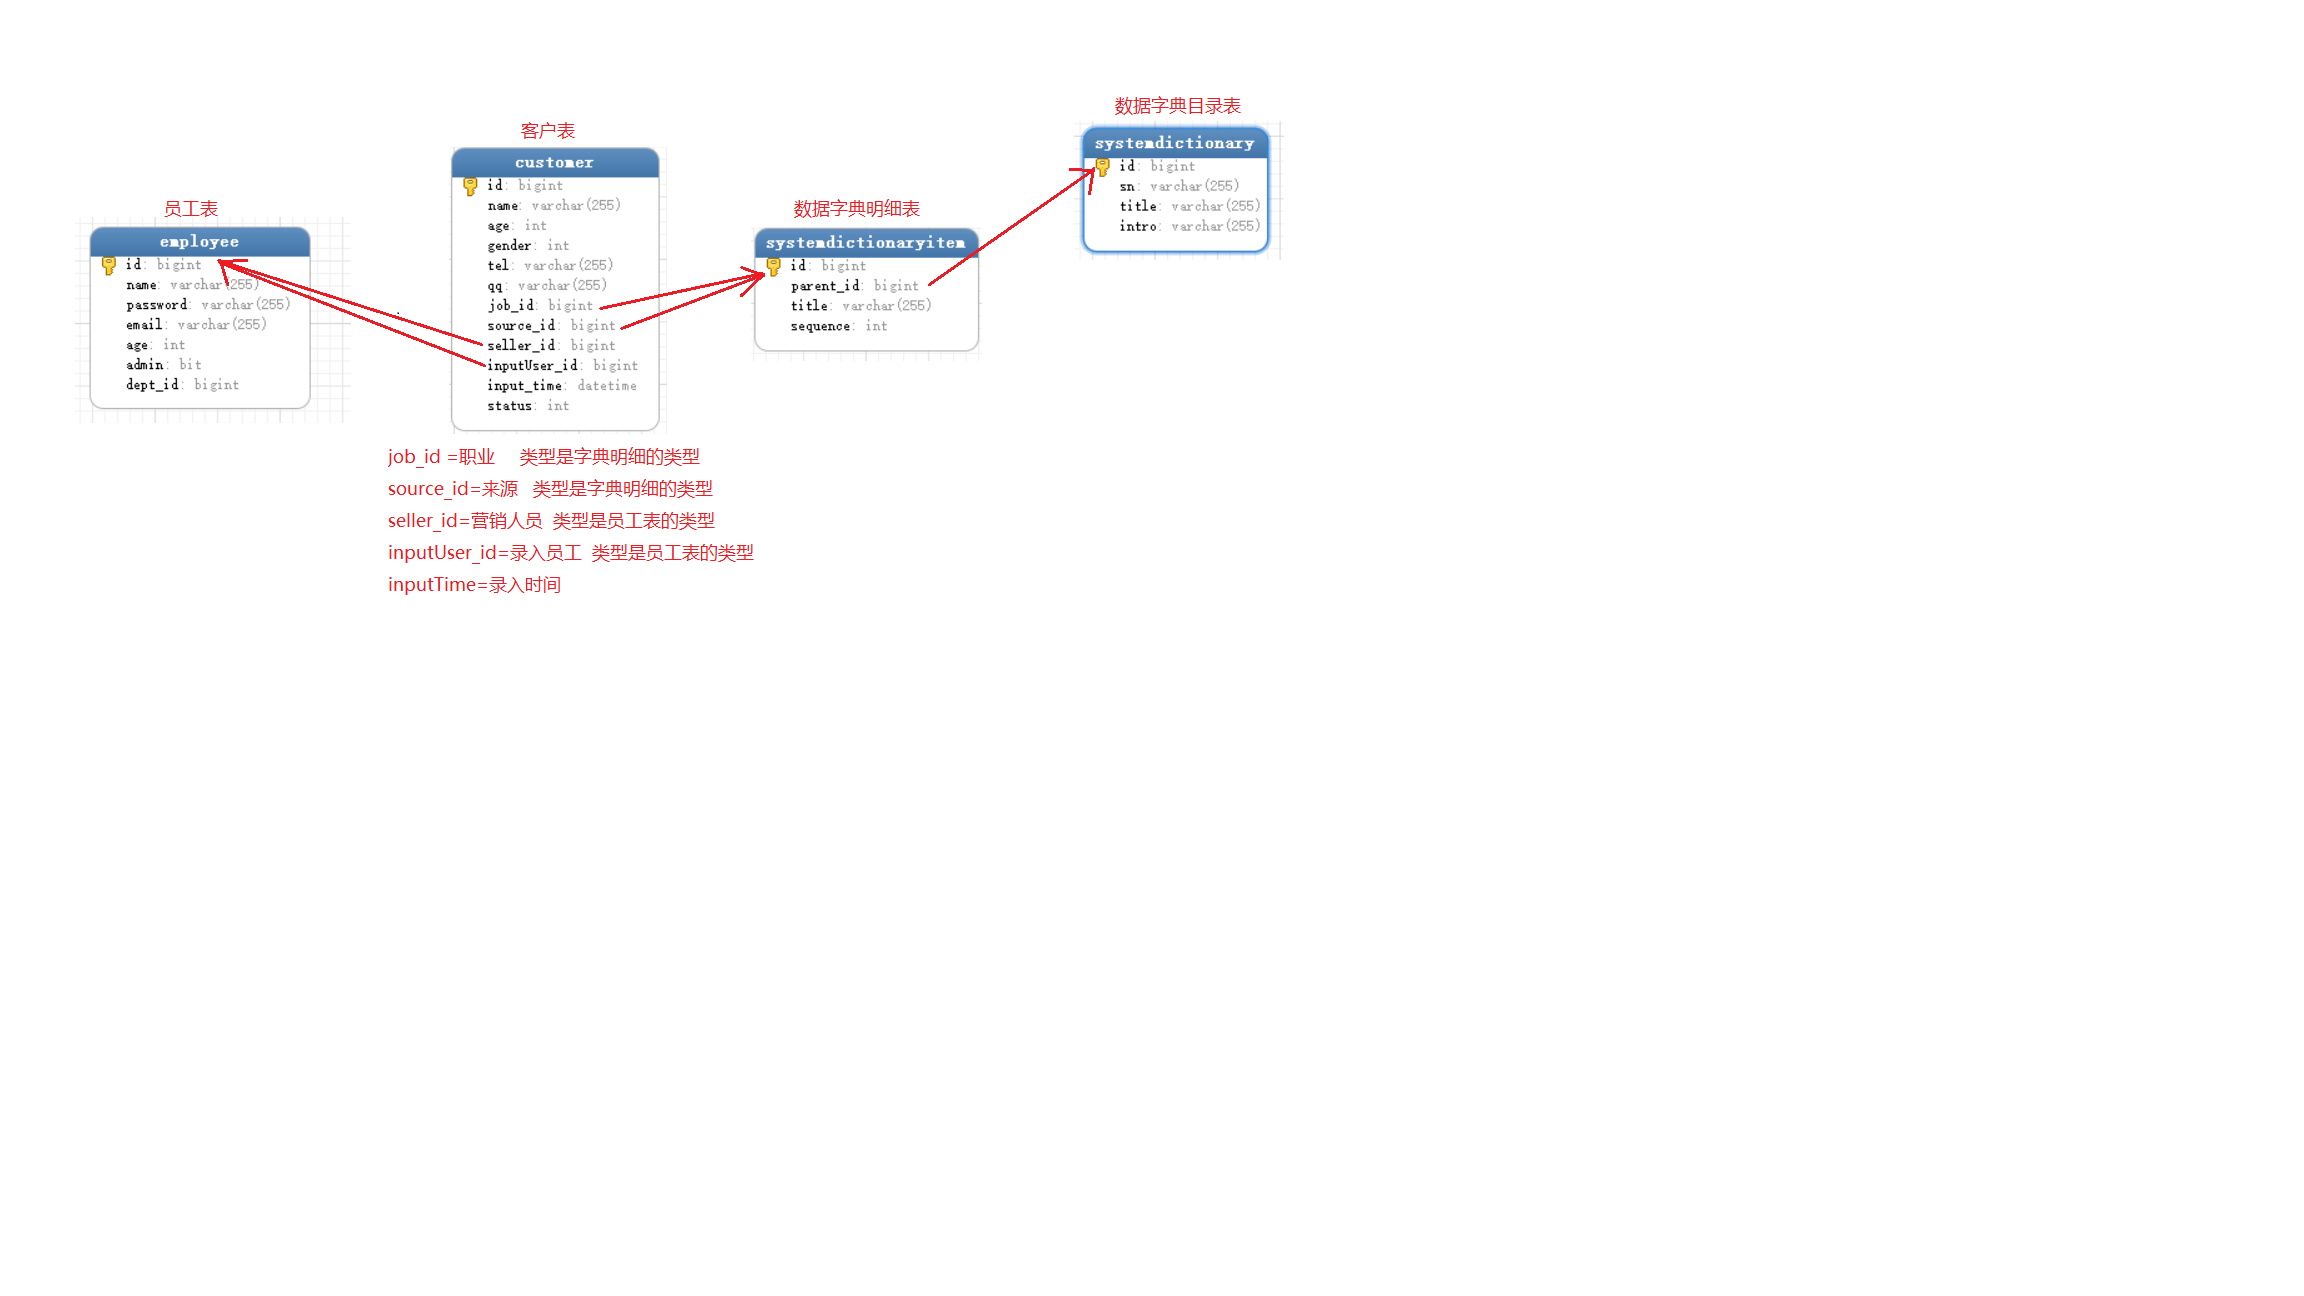 员工表
employee
id: bigint
name: varchar(255)
password: varchar(255)
email: varchar(255)
age: int
admin: bit
dept_id: bigint
客户表
customer
id: bigint
name: varchar(255)
age: int
gender: int
tel: varchar(255)
qq: varchar(255)
job_id: bigint
source_id: bigint
seller_id: bigint
inputUser_id: bigint
input_time: datetime
status: int
数据字典明细表
systemdictionaryitem
id: bigint
parent_id: bigint
title: varchar(255)
sequence: int
数据字典目录表
systemdictionary
id: bigint
sn: varchar(255)
title: varchar(255)
intro: varchar(255)
job_id =职业 类型是字典明细的类型
source_id=来源 类型是字典明细的类型
seller_id=营销人员 类型是员工表的类型
inputUser_id=录入员工 类型是员工表的类型
inputTime=录入时间